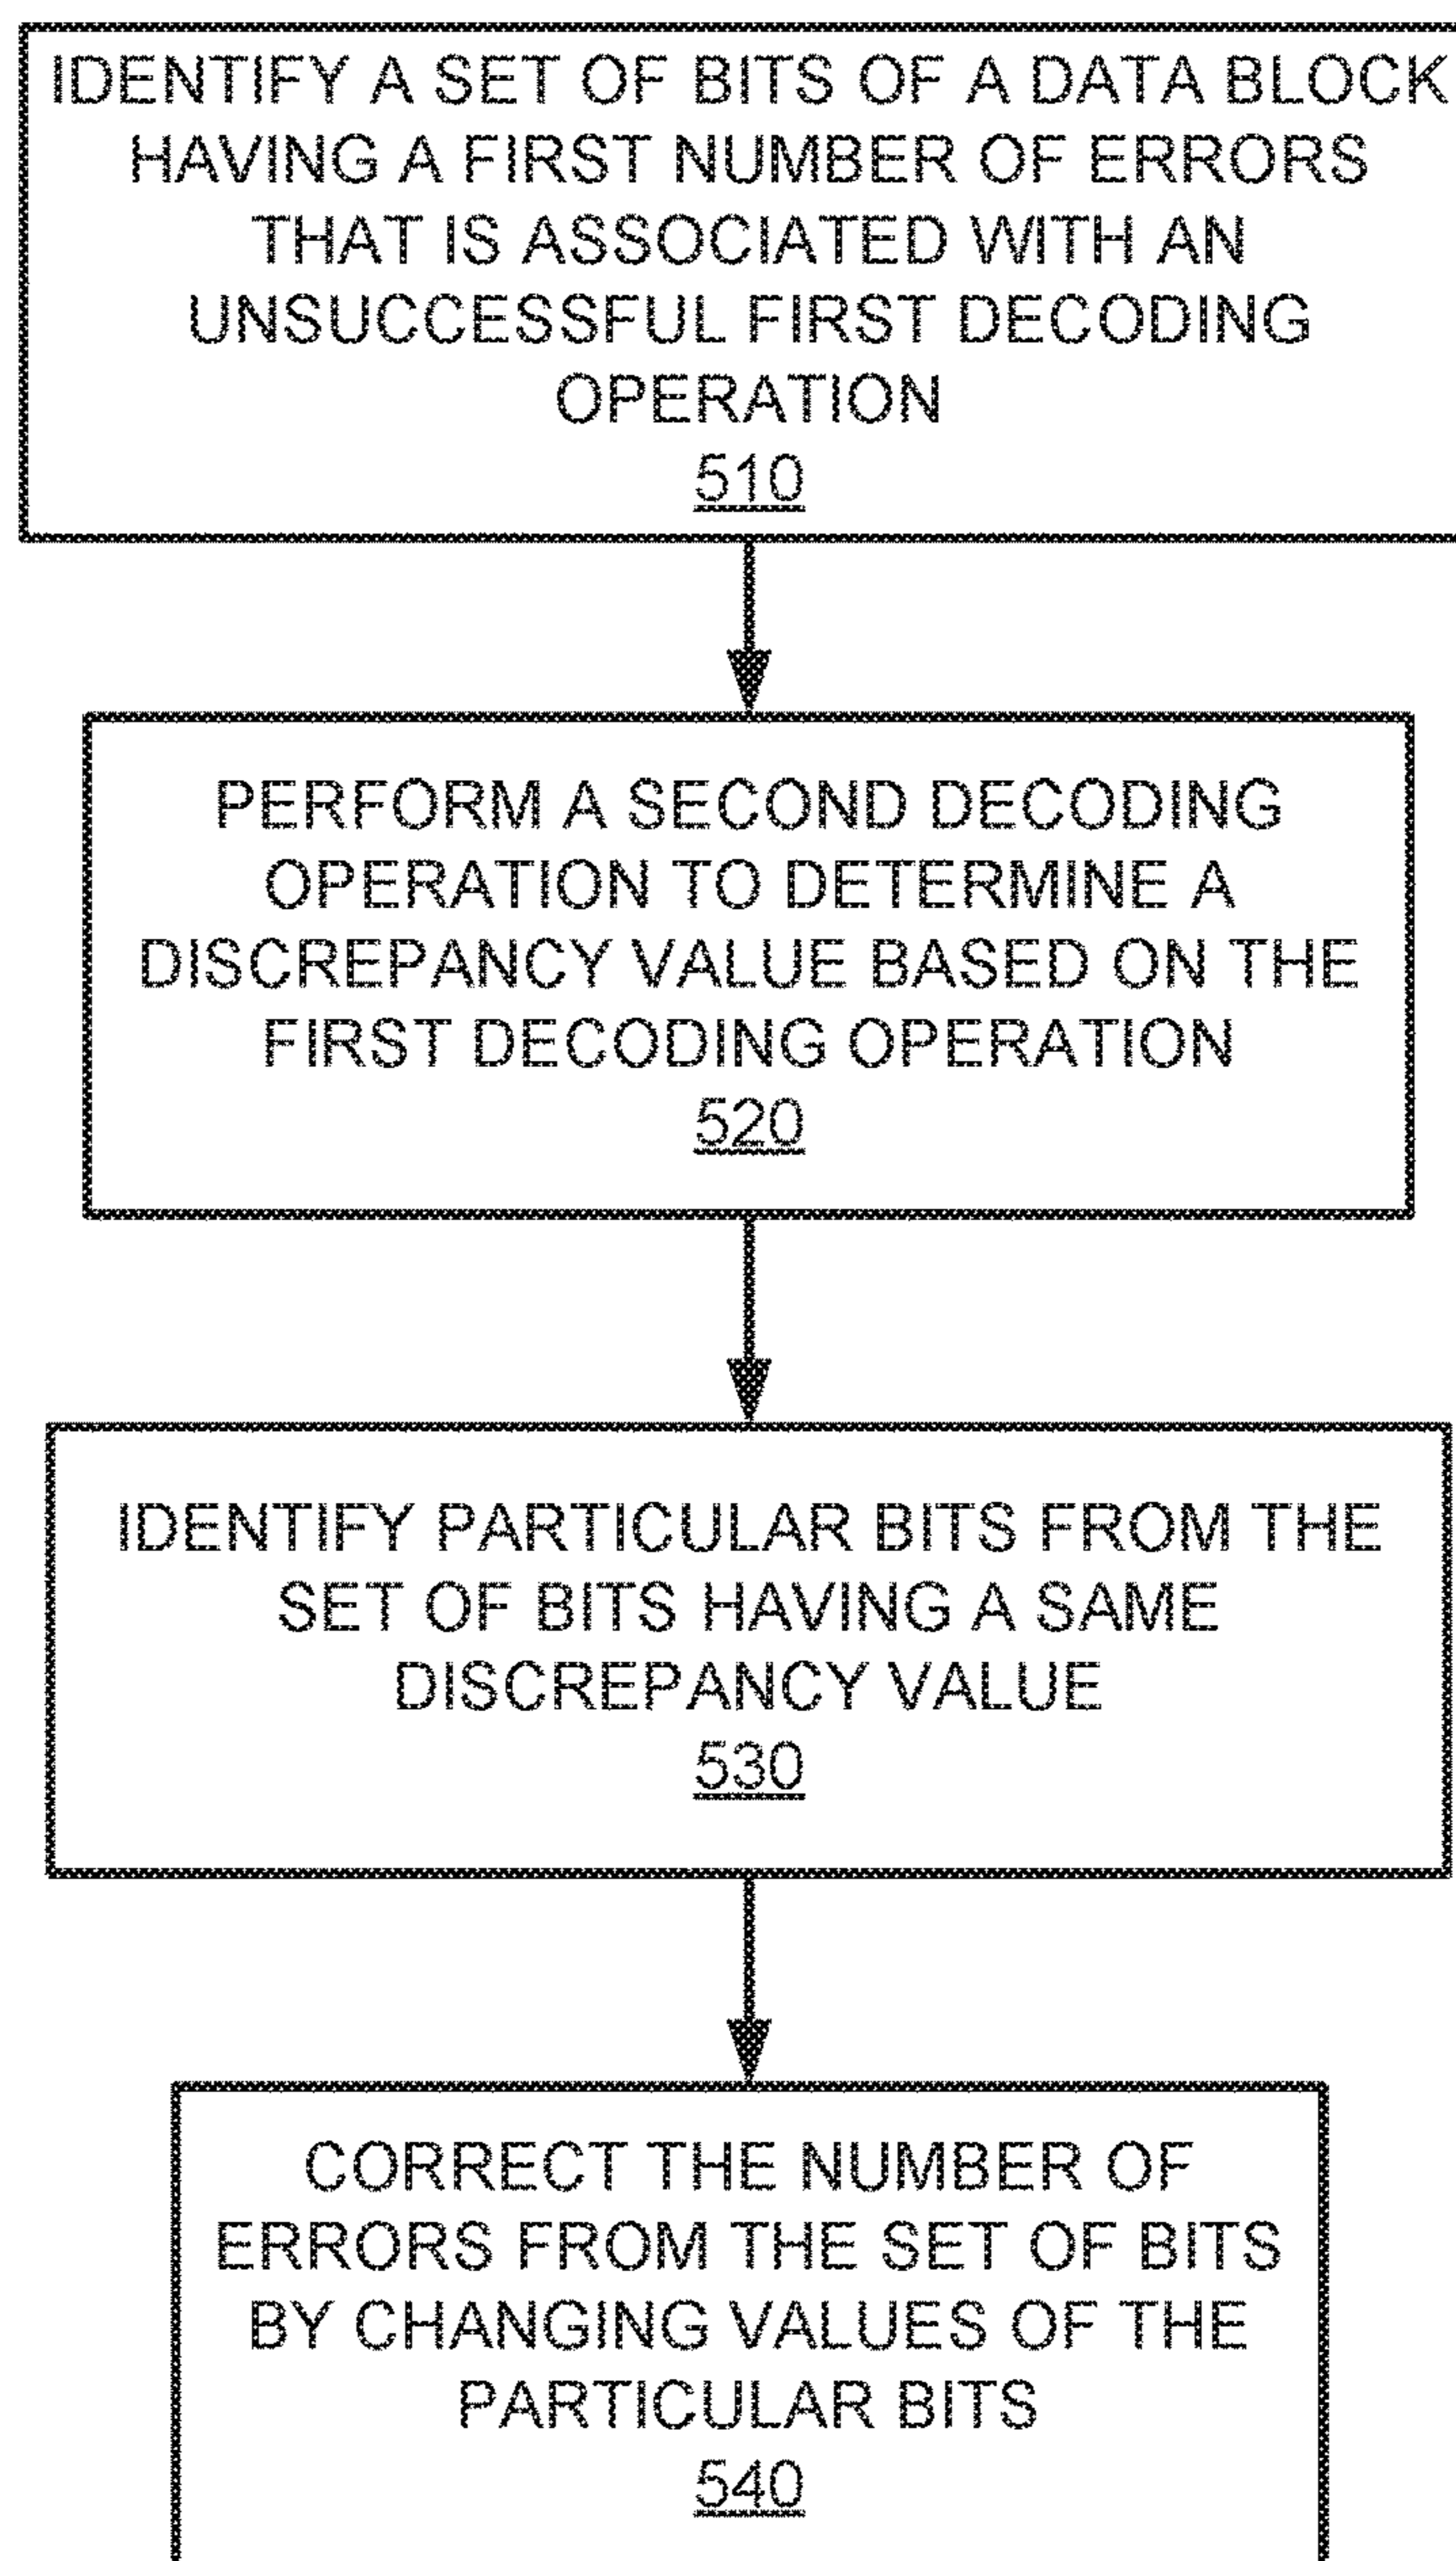 IDENTIFY A SET OF BITS OF A DATA BLOCK
HAVING A FIRST NUMBER OF ERRORS
THAT IS ASSOCIATED WITH AN
UNSUCCESSFUL FIRST DECODING
OPERATION
510
PERFORM A SECOND DECODING
OPERATION TO DETERMINE A
DISCREPANCY VALUE BASED ON THE
FIRST DECODING OPERATION
520
IDENTIFY PARTICULAR BITS FROM THE
SET OF BITS HAVING A SAME
DISCREPANCY VALUE
530
CORRECT THE NUMBER OF
ERRORS FROM THE SET OF BITS
BY CHANGING VALUES OF THE
PARTICULAR BITS
540